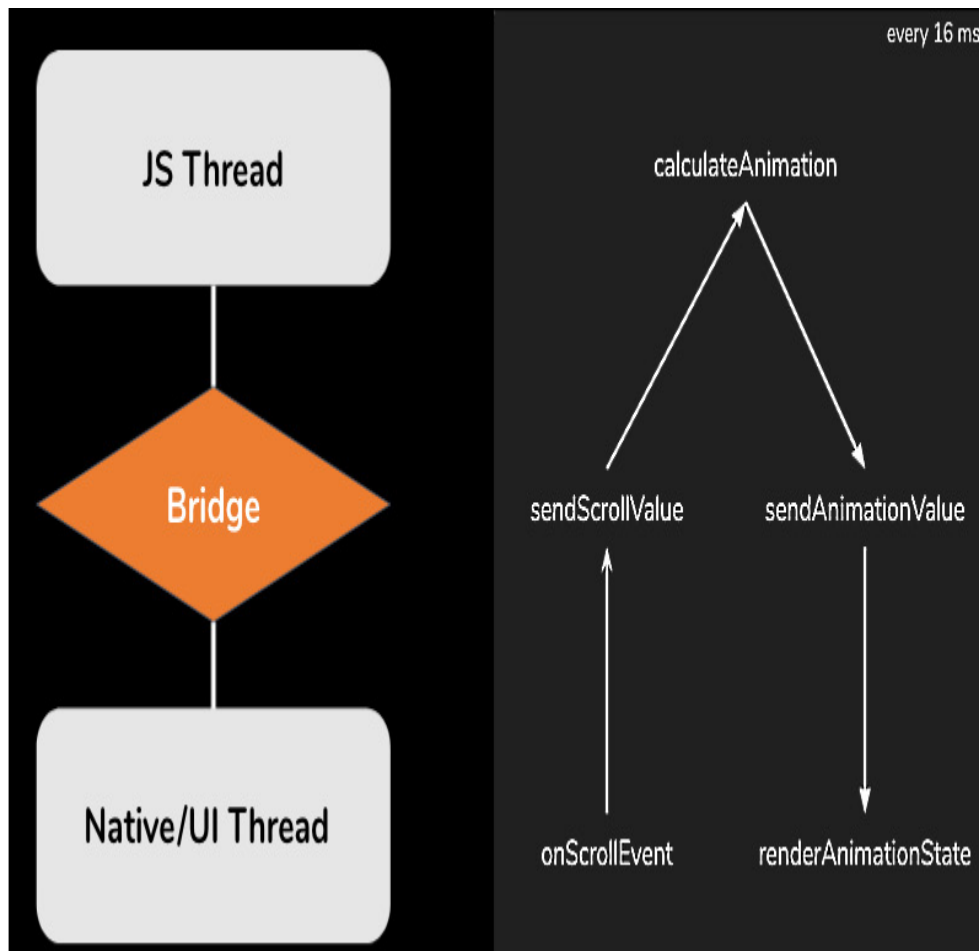 every 16 ms
JS Thread
calculateAnimation
Bridge
sendScrollValue
sendAnimationValue
Native/UI Thread
onScrollEvent
renderAnimationState